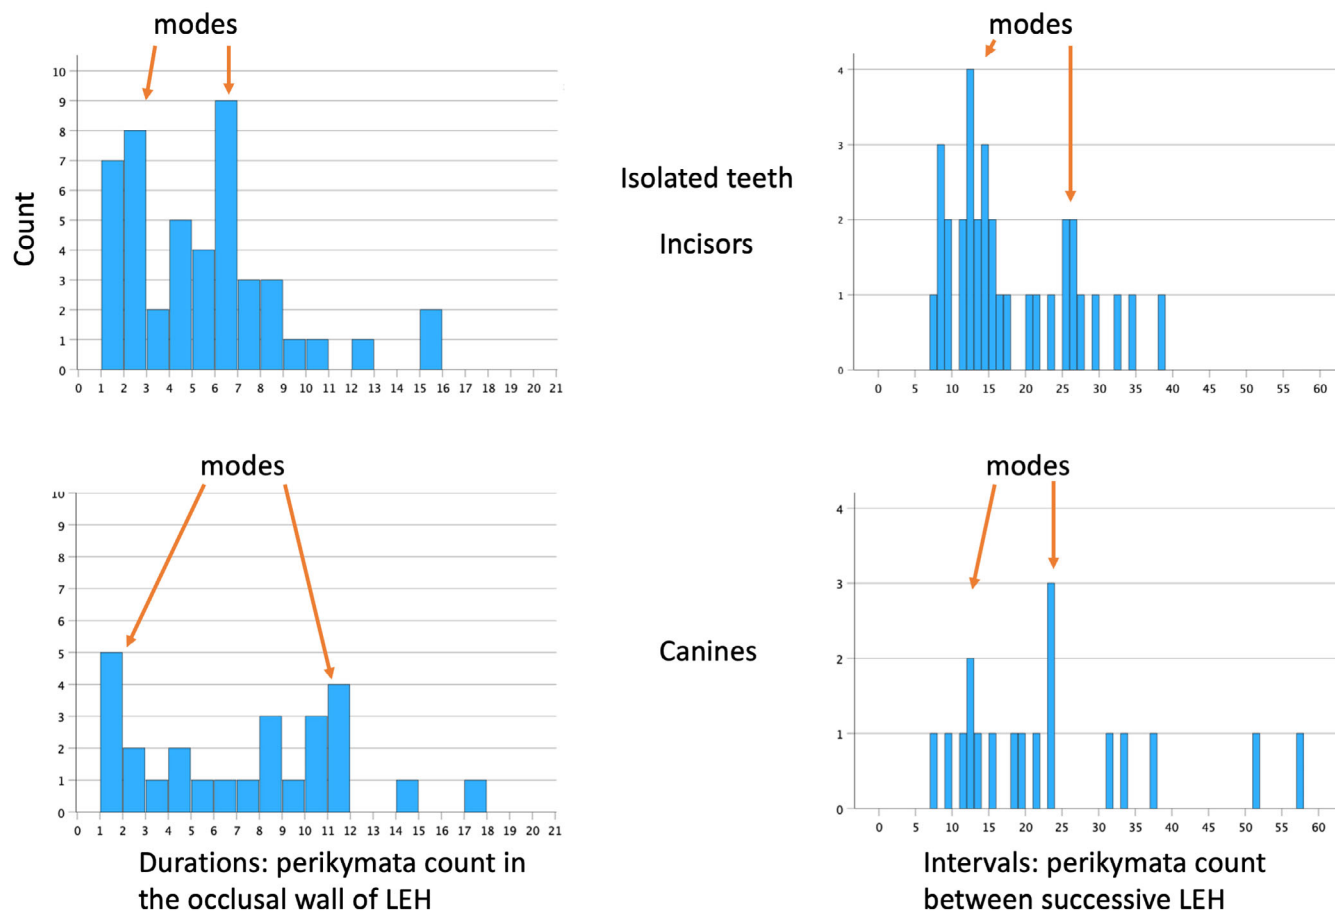 modes
10
9
8
7
6
5
4
3
2
1
0
Count
0 1 2 3 4 5 6 7 8 9 10 11 12 13 14 15 16 17 18 19 20 21
modes
4
3
2
1
0
0 5 10 15 20 25 30 35 40 45 50 55 60
Isolated teeth
Incisors
modes
10
9
8
7
6
5
4
3
2
1
0
0 1 2 3 4 5 6 7 8 9 10 11 12 13 14 15 16 17 18 19 20 21
Durations: perikymata count in
the occlusal wall of LEH
Canines
modes
4
3
2
1
0
0 5 10 15 20 25 30 35 40 45 50 55 60
Intervals: perikymata count
between successive LEH